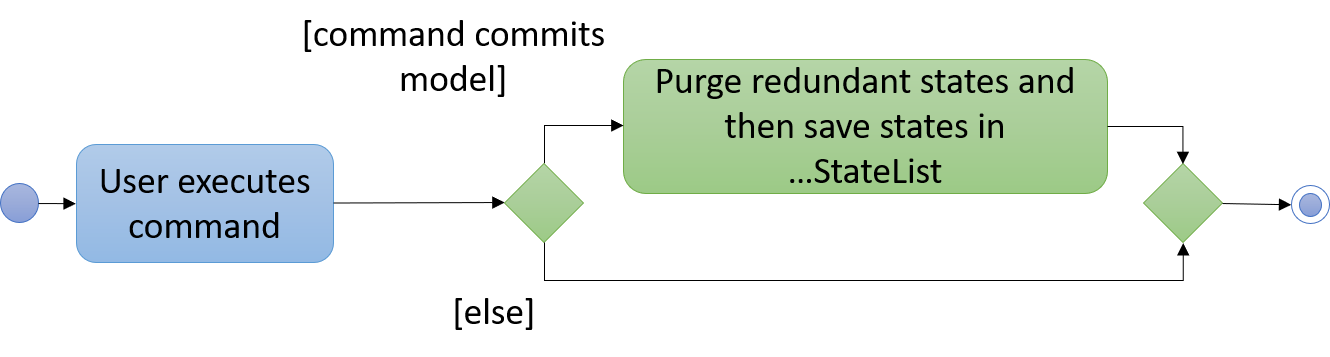 [command commits
model]
Purge redundant states and
then save states in
...StateList
User executes
command
[else]